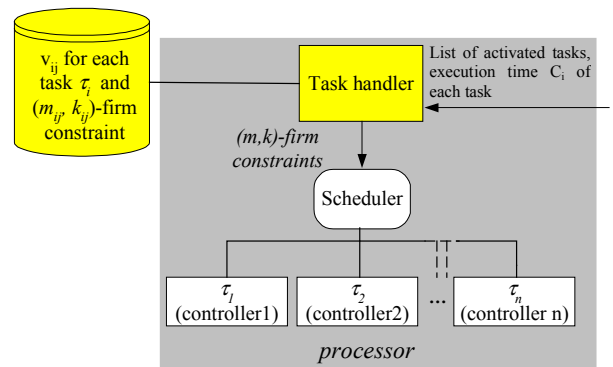 v_ij for each
task τ_i and
(m_ij, k_ij)-firm
constraint
Task handler
List of activated tasks,
execution time C_i of
each task
(m,k)-firm
constraints
Scheduler
τ_1
(controller1)
τ_2
(controller2)
...
τ_n
(controller n)
processor